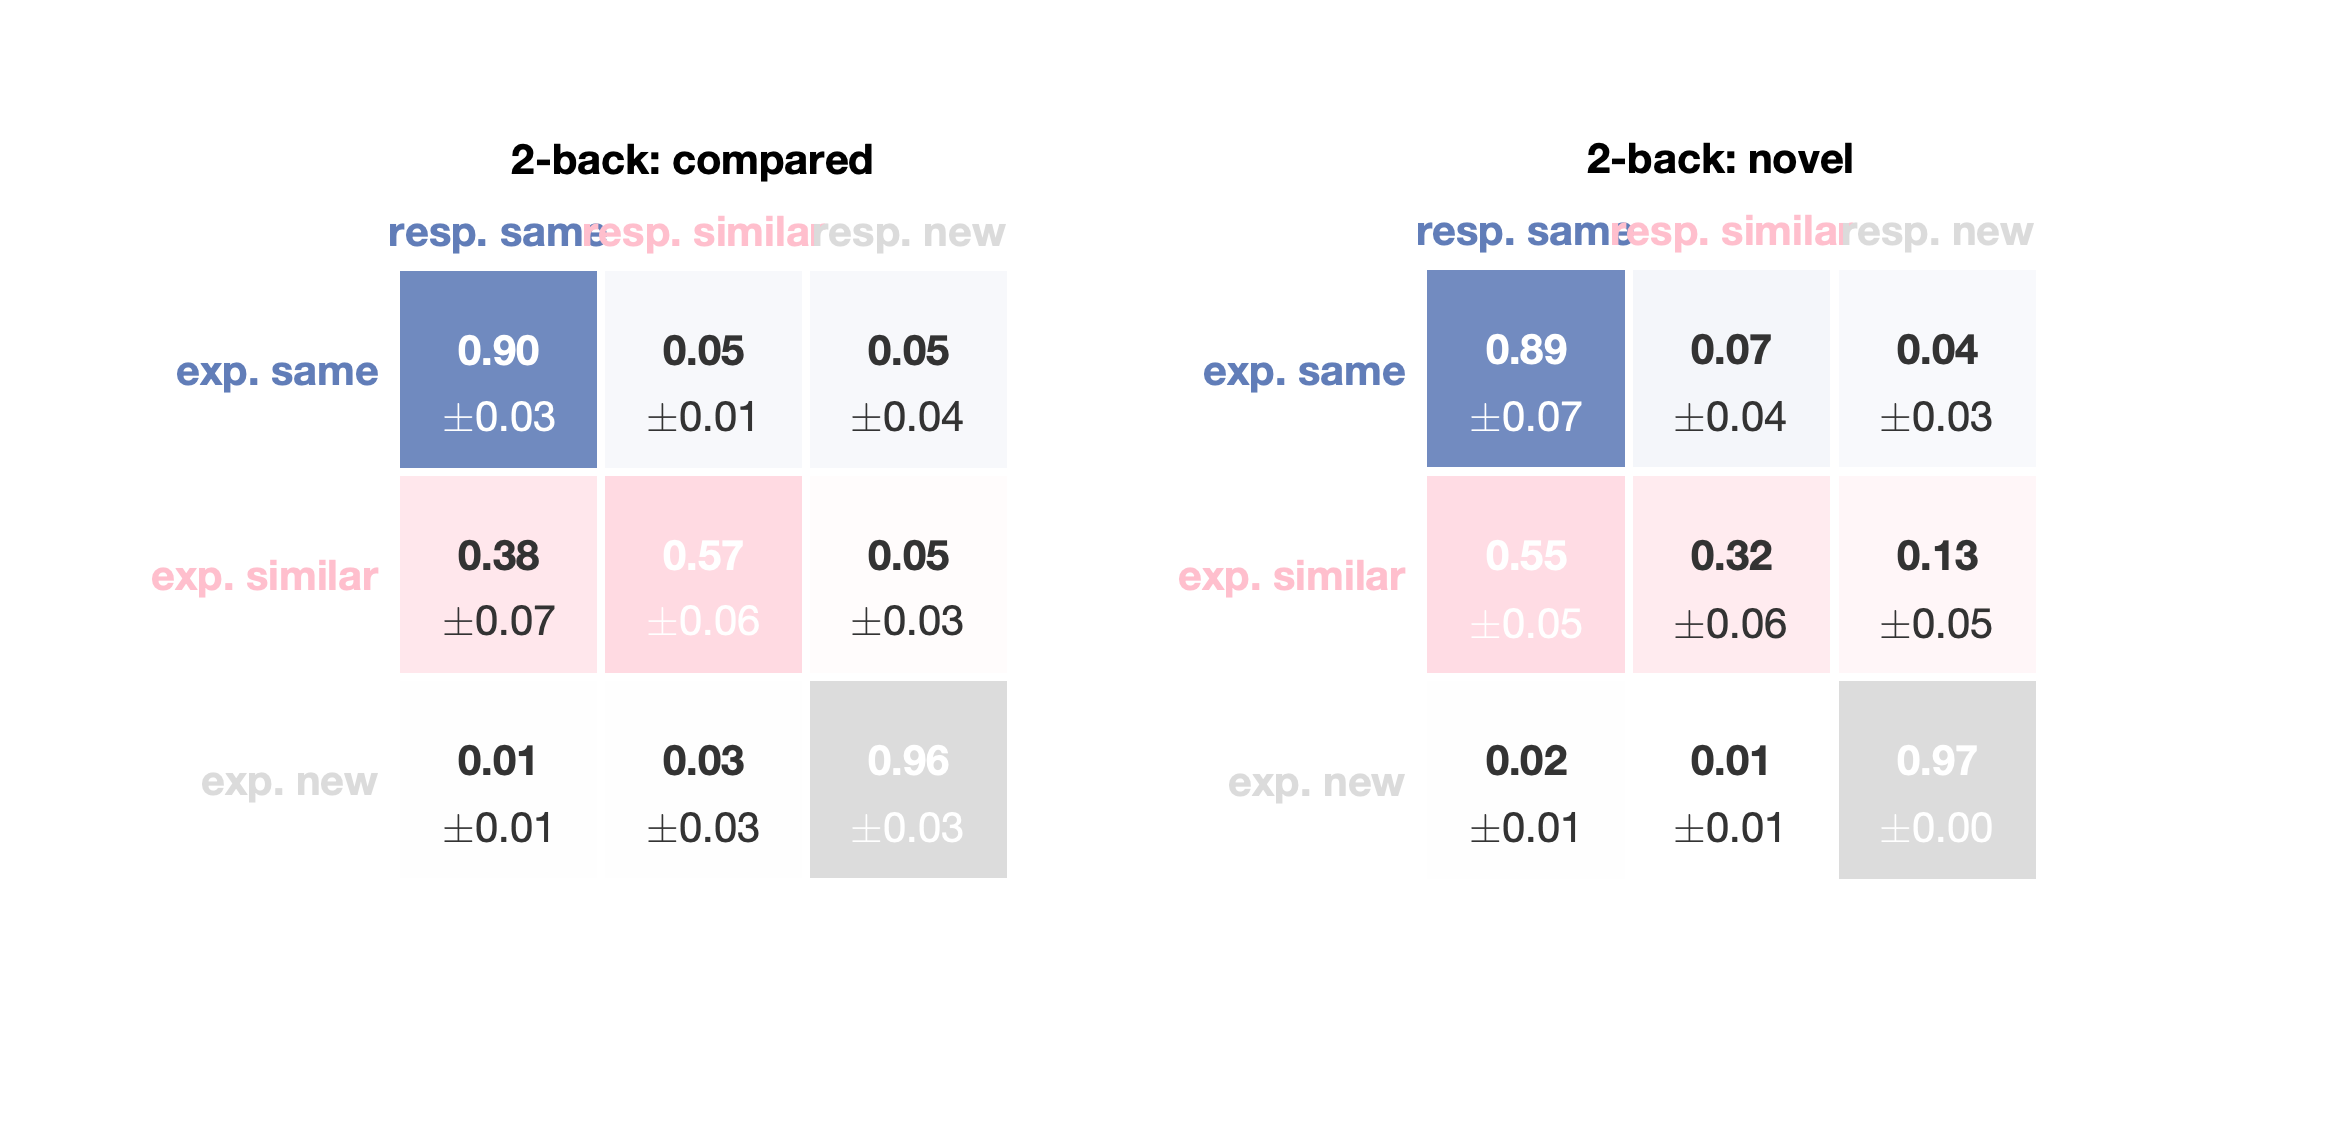 2-back: compared
resp. same resp. similar resp. new
exp. same 0.90 0.05 0.05
±0.03 ±0.01 ±0.04
exp. similar 0.38 0.57 0.05
±0.07 ±0.06 ±0.03
exp. new 0.01 0.03 0.96
±0.01 ±0.03 ±0.03
2-back: novel
resp. same resp. similar resp. new
exp. same 0.89 0.07 0.04
±0.07 ±0.04 ±0.03
exp. similar 0.55 0.32 0.13
±0.05 ±0.06 ±0.05
exp. new 0.02 0.01 0.97
±0.01 ±0.01 ±0.00